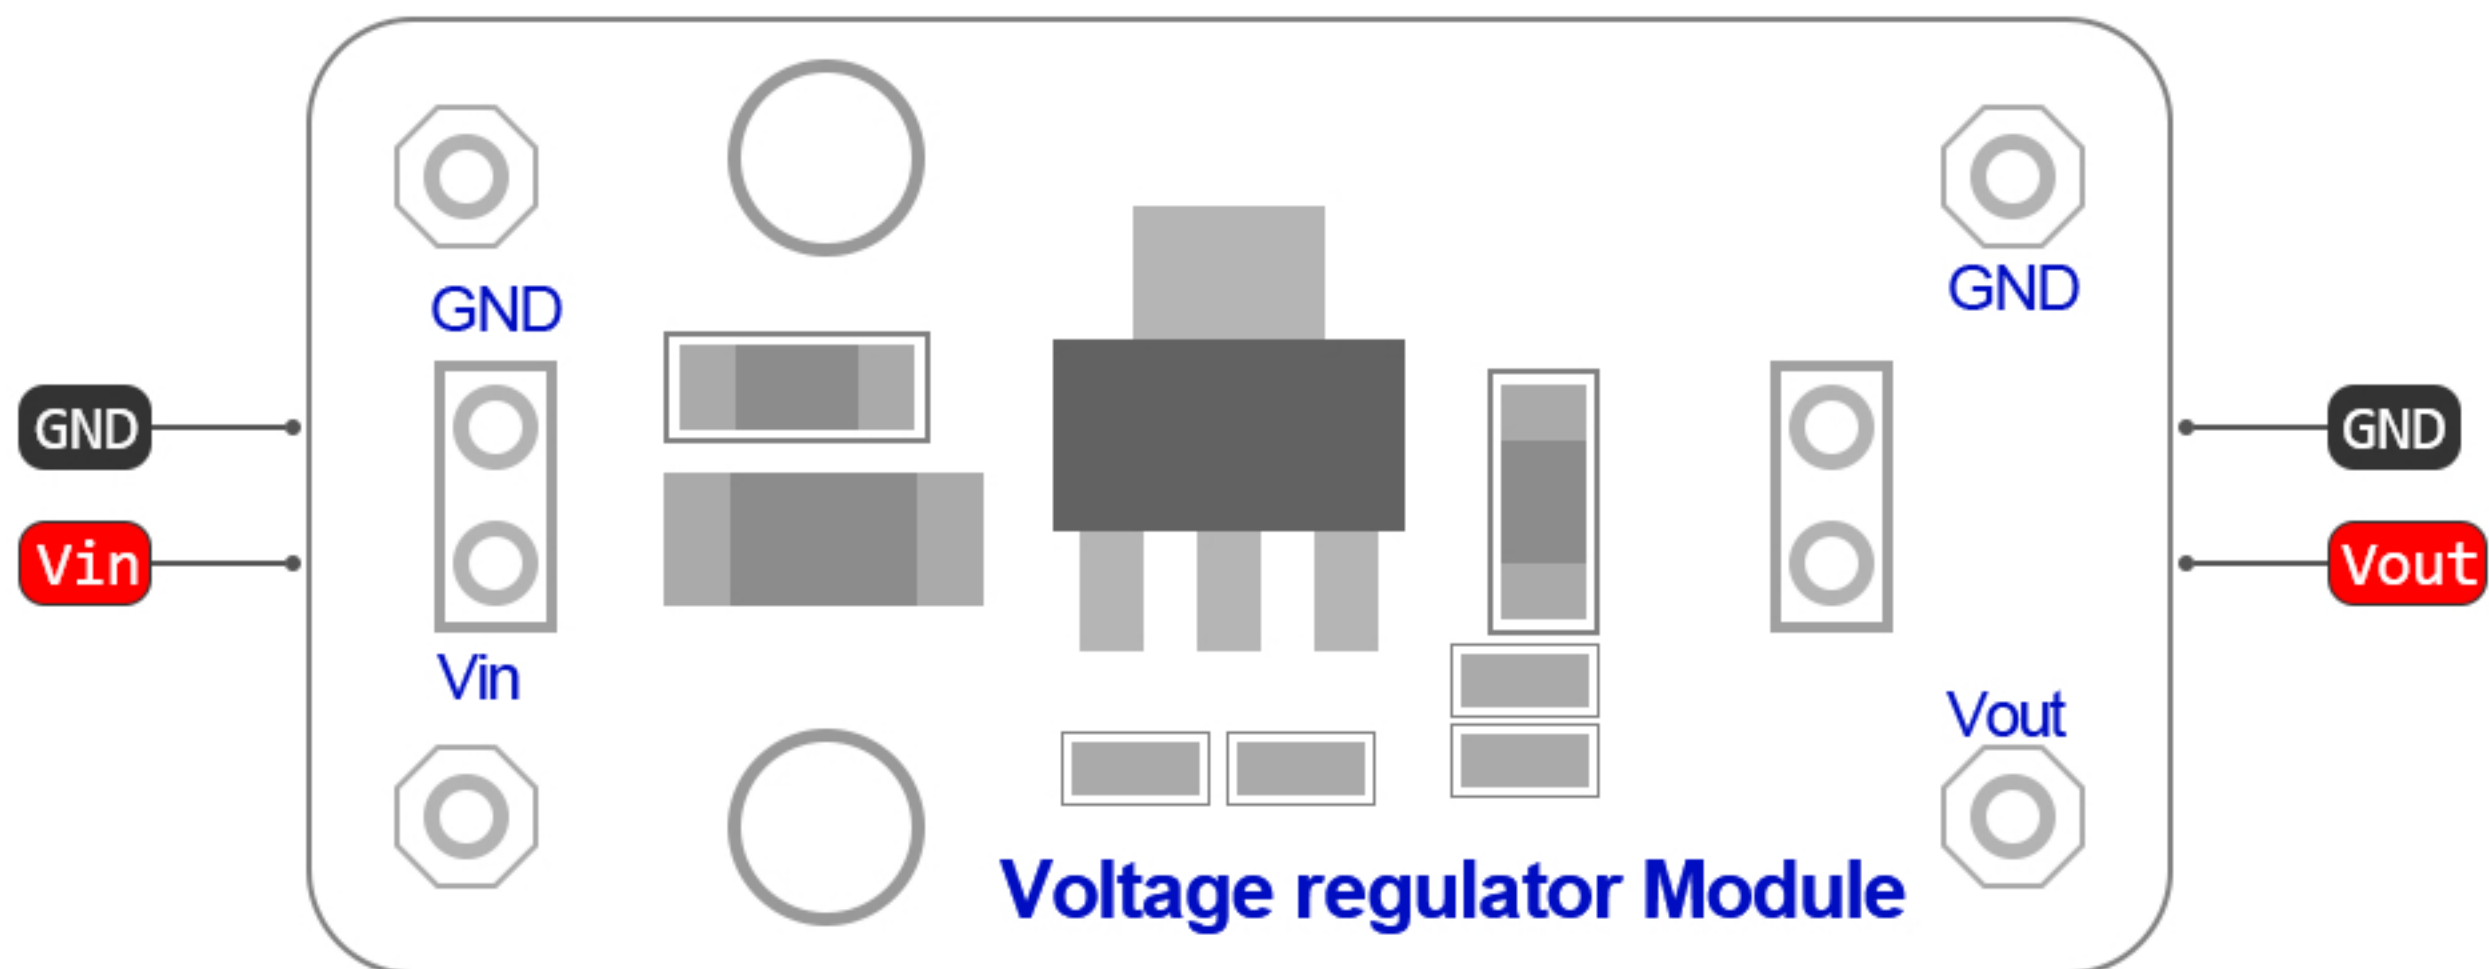 GND
GND
GND
GND
Vin
Vout
Vin
Vout
Voltage regulator Module